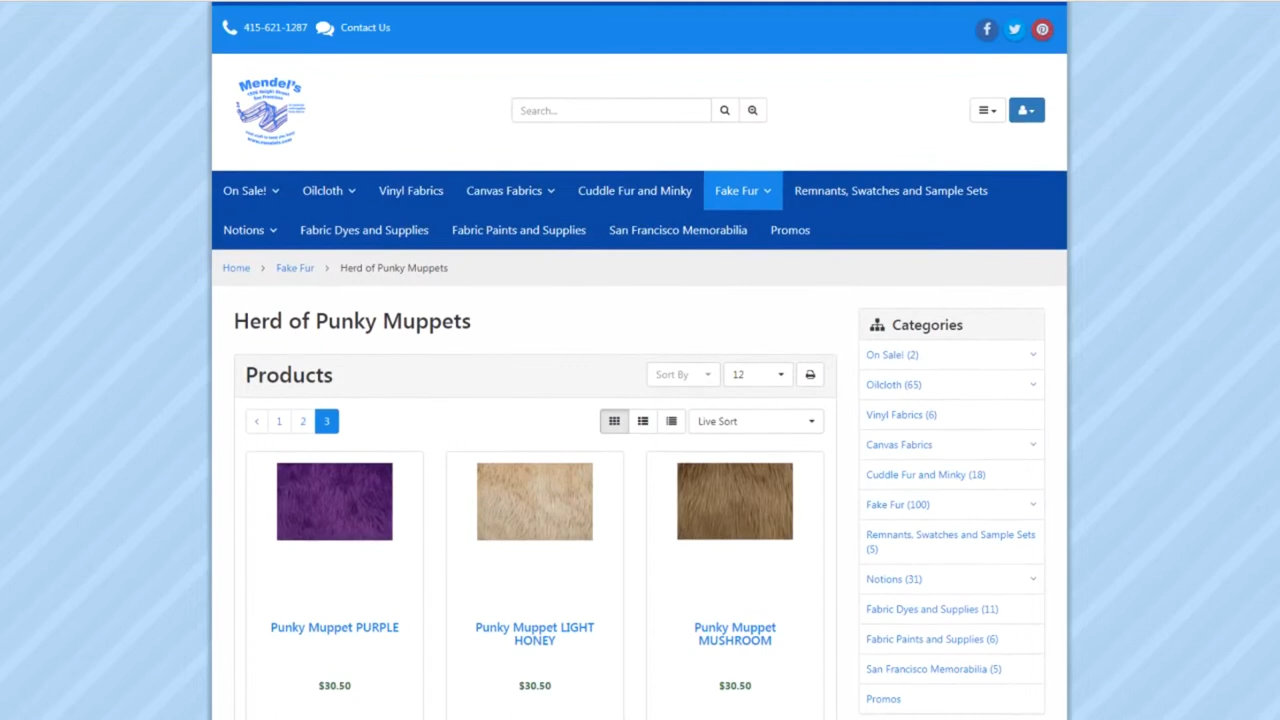 415-621-1287 Contact Us
Mendel's
San Francisco
www.mendels.com
Search...
On Sale! Oilcloth Vinyl Fabrics Canvas Fabrics Cuddle Fur and Minky Fake Fur Remnants, Swatches and Sample Sets
Notions Fabric Dyes and Supplies Fabric Paints and Supplies San Francisco Memorabilia Promos
Home > Fake Fur > Herd of Punky Muppets
Herd of Punky Muppets
Products
Sort By 12
< 1 2 3
Live Sort
Punky Muppet PURPLE
$30.50
Punky Muppet LIGHT
HONEY
$30.50
Punky Muppet
MUSHROOM
$30.50
Categories
On Sale! (2)
Oilcloth (65)
Vinyl Fabrics (6)
Canvas Fabrics
Cuddle Fur and Minky (18)
Fake Fur (100)
Remnants, Swatches and Sample Sets
(5)
Notions (31)
Fabric Dyes and Supplies (11)
Fabric Paints and Supplies (6)
San Francisco Memorabilia (5)
Promos